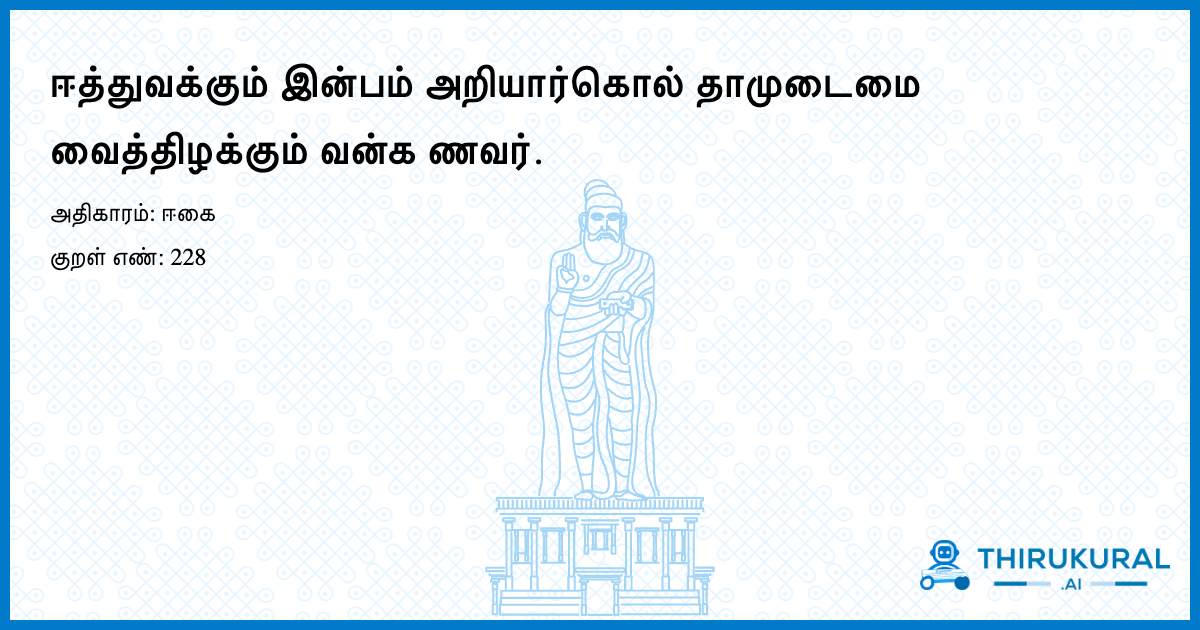 ஈத்துவக்கும் இன்பம் அறியார்கொல் தாமுடைமை
வைத்திழக்கும் வன்க ணவர்.
அதிகாரம்: ஈகை
குறள் எண்: 228
THIRUKURAL
.AI